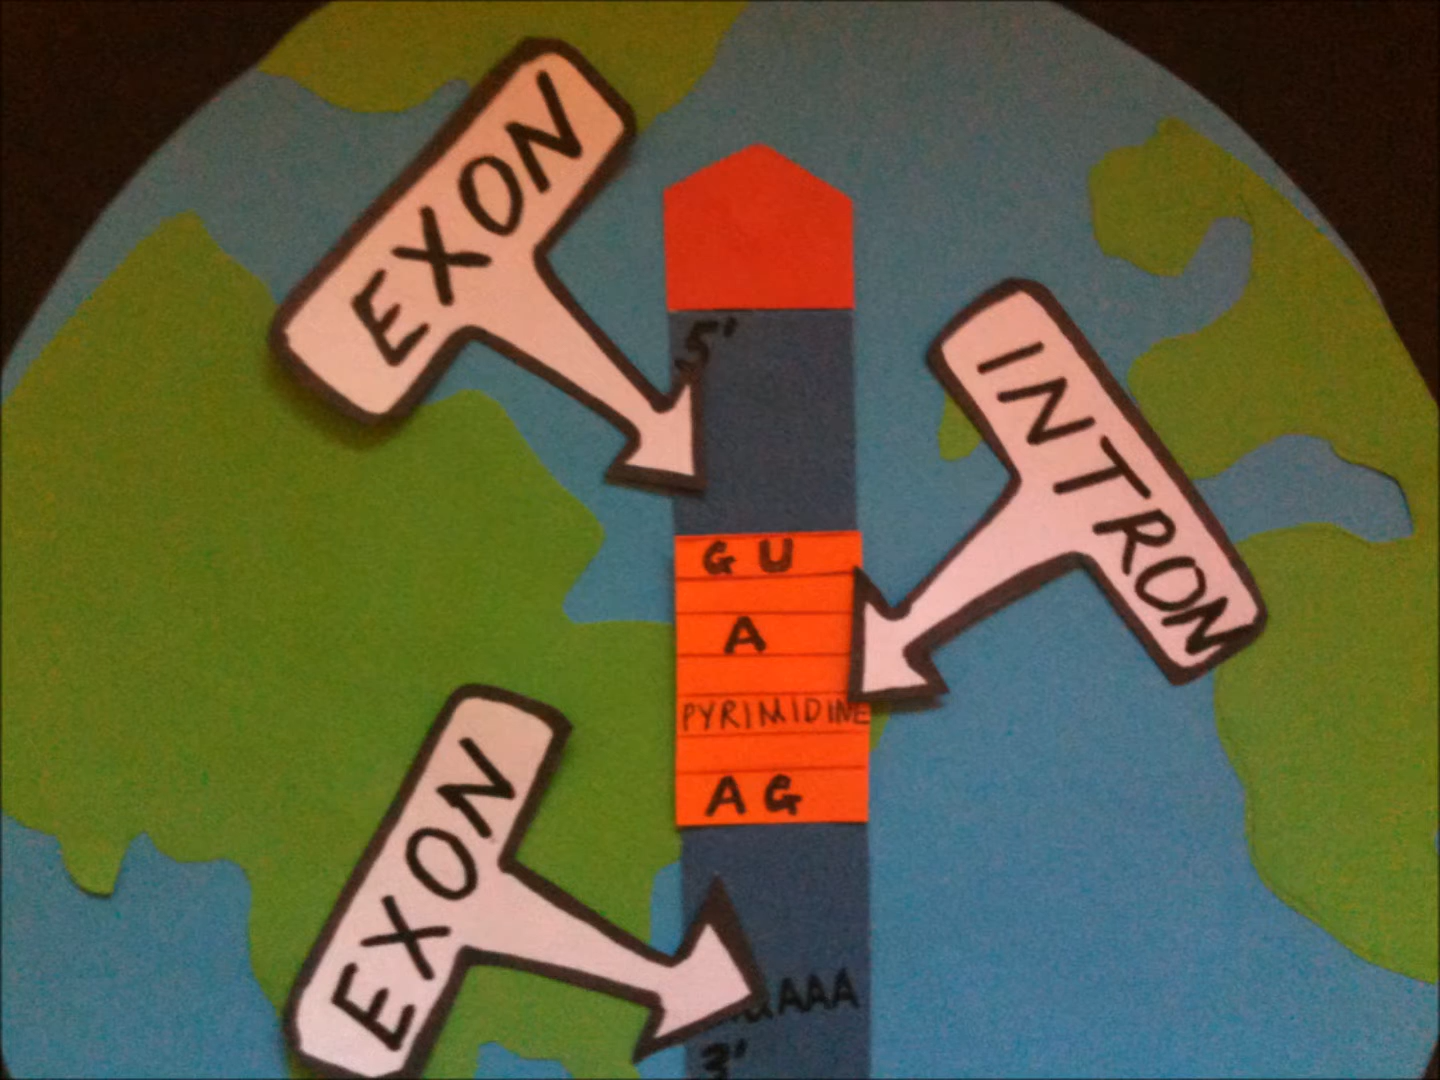 EXON
5'
INTRON
GU
A
PYRIMIDINE
AG
EXON
AAA
3'